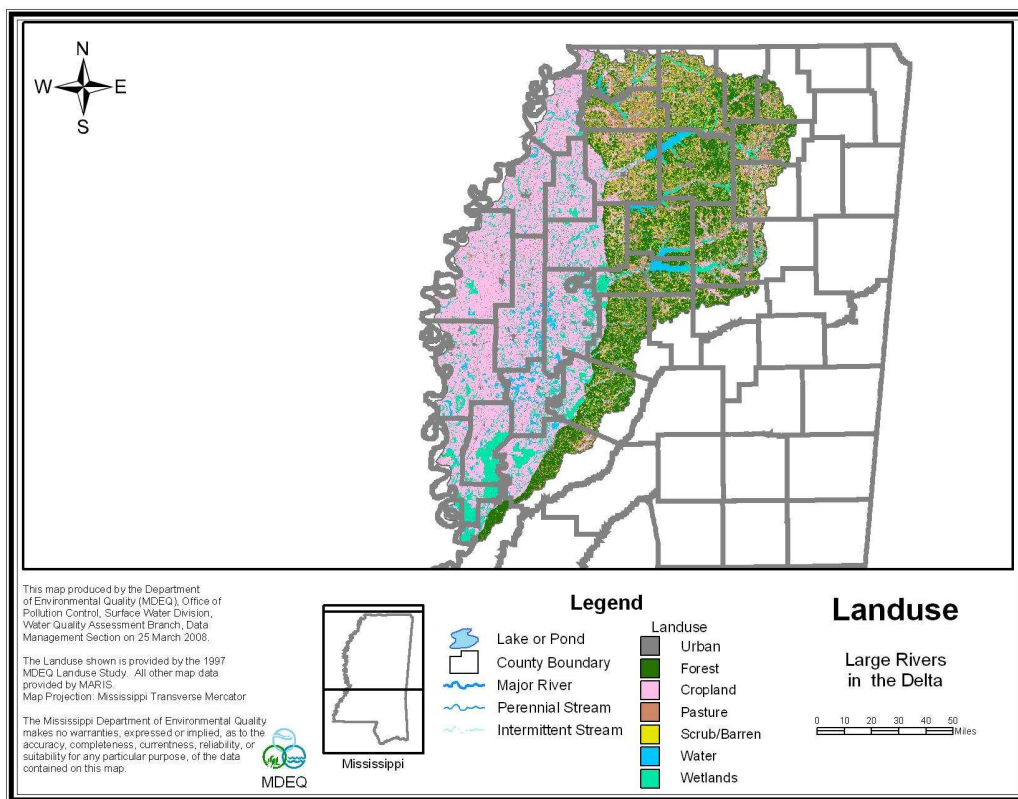 N
W E
S
This map produced by the Department
of Environmental Quality (MDEQ), Office of
Pollution Control, Surface Water Division,
Water Quality Assessment Branch, Data
Management Section on 25 March 2008.
The Landuse shown is provided by the 1997
MDEQ Landuse Study. All other map data
provided by MARIS.
Map Projection: Mississippi Transverse Mercator
The Mississippi Department of Environmental Quality
makes no warranties, expressed or implied, as to the
accuracy, completeness, currentness, reliability, or
suitability for any particular purpose, of the data
contained on this map.
MDEQ
Mississippi
Legend
Lake or Pond
County Boundary
Major River
Perennial Stream
Intermittent Stream
Landuse
Urban
Forest
Cropland
Pasture
Scrub/Barren
Water
Wetlands
Landuse
Large Rivers
in the Delta
0 10 20 30 40 50
Miles